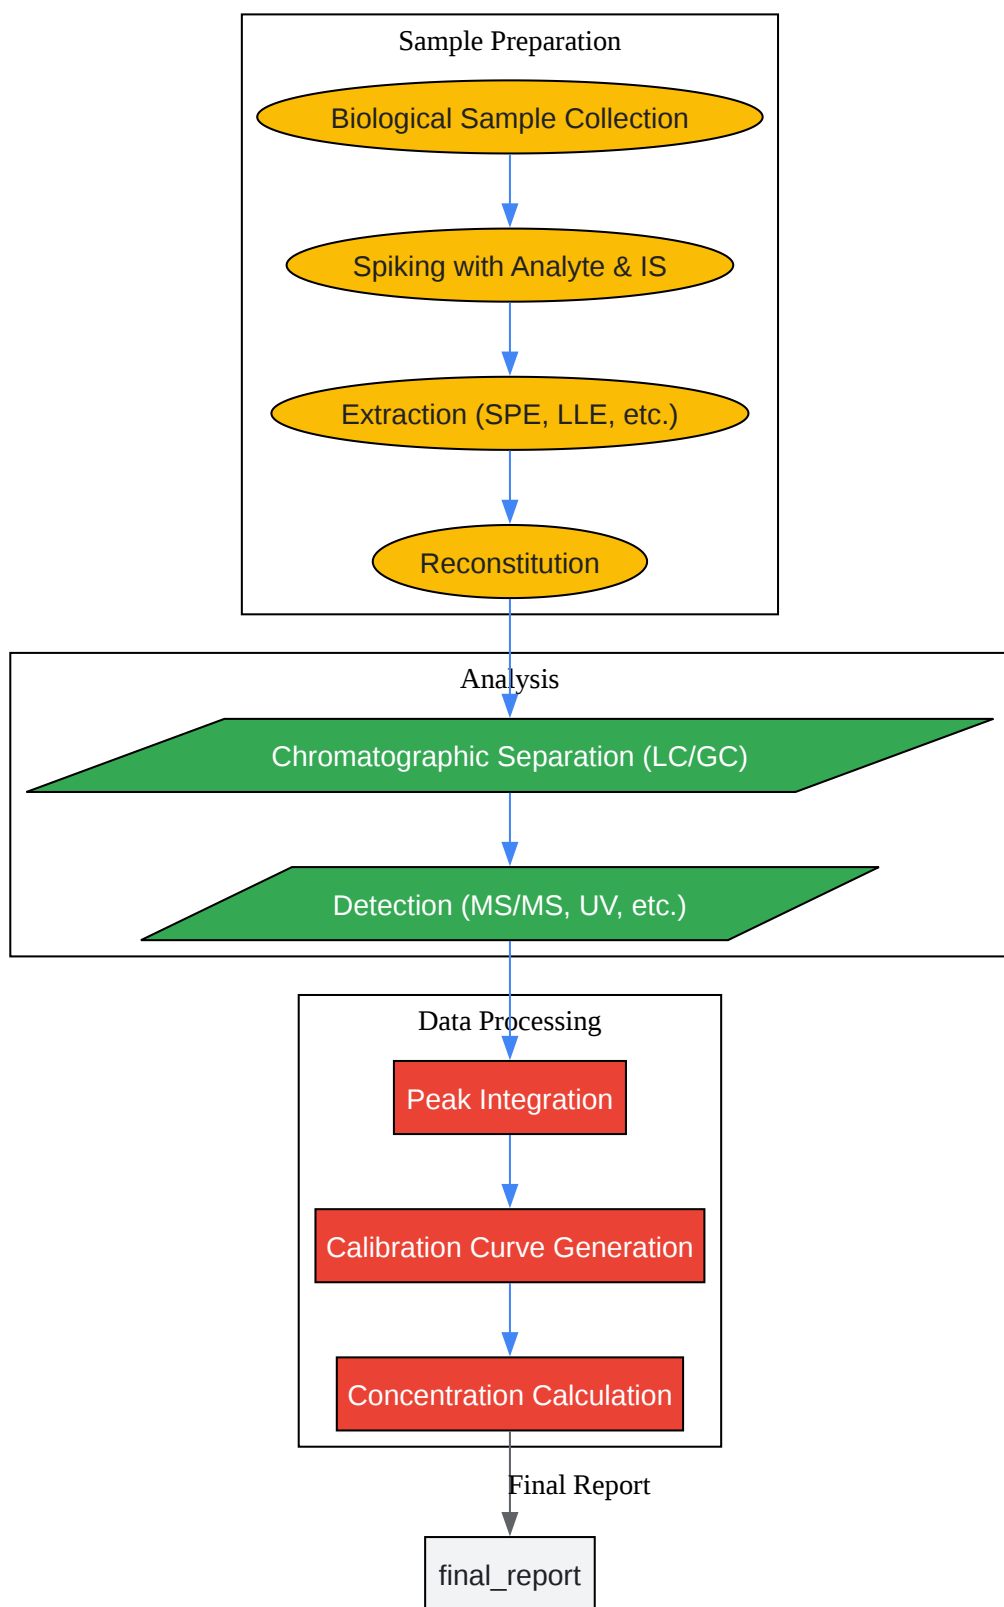 Sample Preparation
Biological Sample Collection
Spiking with Analyte & IS
Extraction (SPE, LLE, etc.)
Reconstitution
Analysis
Chromatographic Separation (LC/GC)
Detection (MS/MS, UV, etc.)
Data Processing
Peak Integration
Calibration Curve Generation
Concentration Calculation
Final Report
final_report